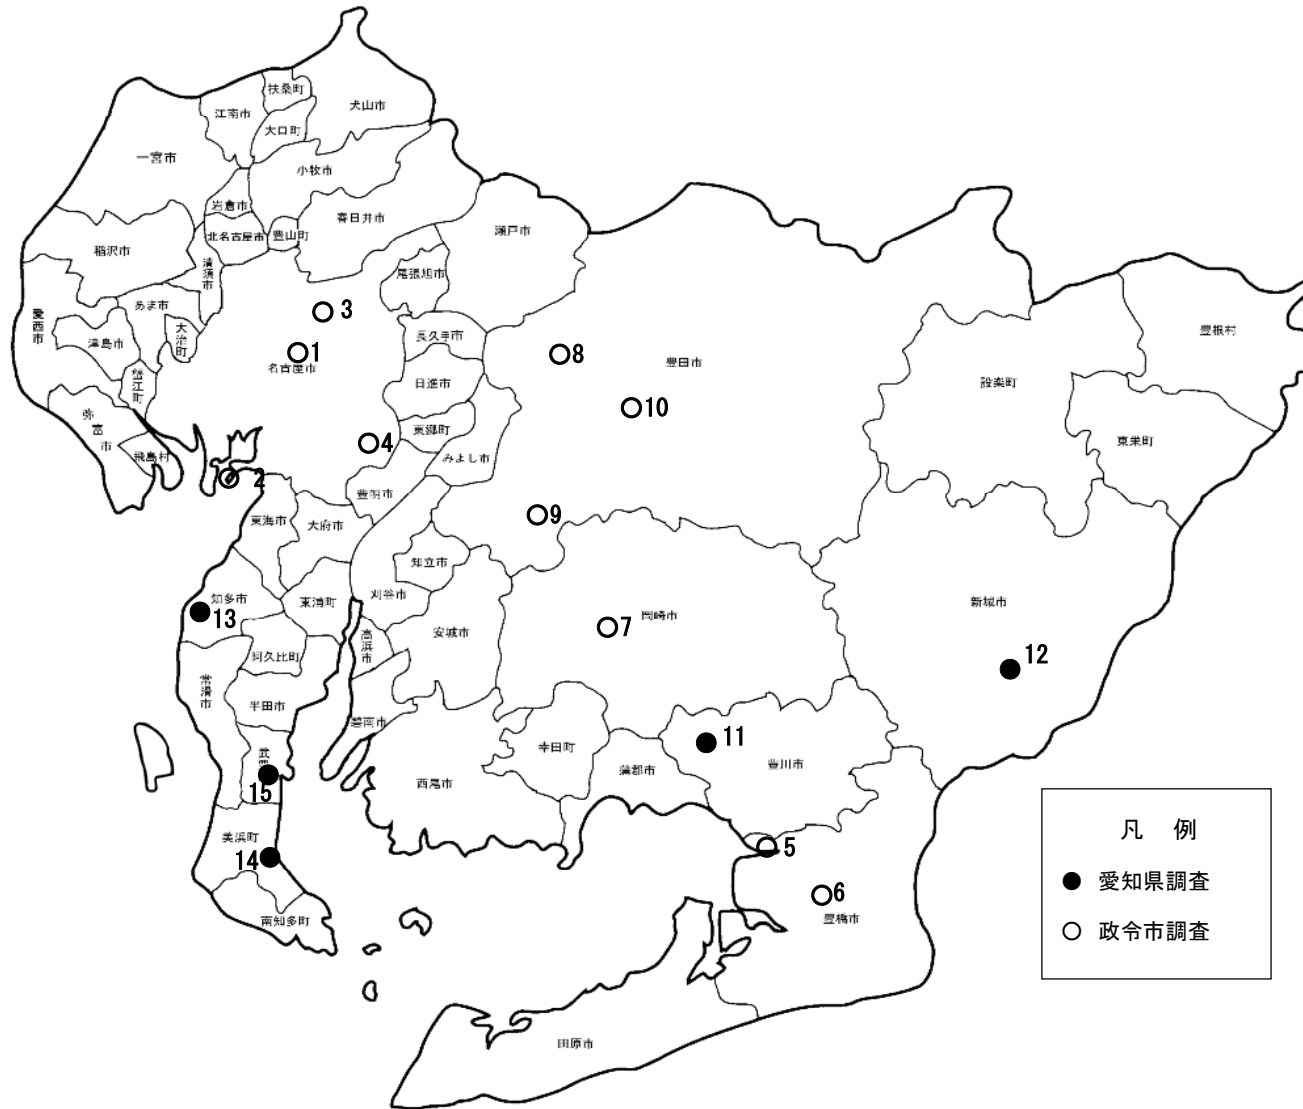 扶桑町
江南市
犬山市
大口町
一宮市
小牧市
岩倉市
春日井市
北名古屋市
豊山町
瀬戸市
稲沢市
清須市
尾張旭市
あま市
3
愛西市
大治町
津島市
長久手市
豊根村
1
名古屋市
8
豊田市
蟹江町
日進市
設楽町
10
弥富市
東郷町
4
東栄町
飛島村
みよし市
2
豊明市
東海市
大府市
9
知立市
知多市
13
東浦町
刈谷市
新城市
岡崎市
7
安城市
高浜市
阿久比町
12
常滑市
半田市
碧南市
武
11
幸田町
豊川市
蒲郡市
西尾市
15
美浜町
14
5
6
豊橋市
南知多町
田原市
凡 例
愛知県調査
政令市調査